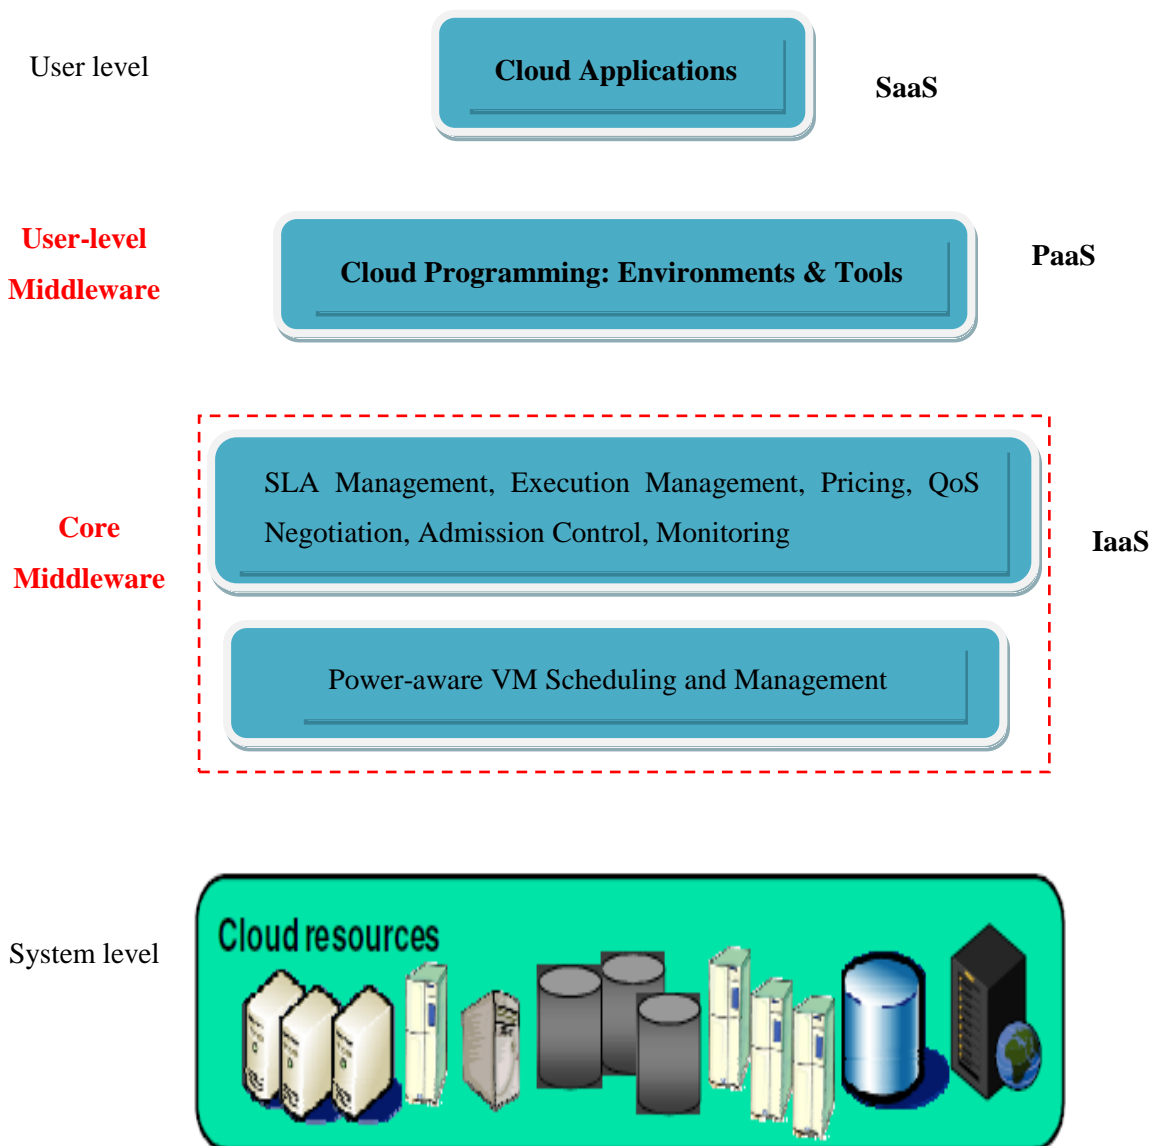 User level
Cloud Applications
SaaS
User-level
Middleware
Cloud Programming: Environments & Tools
PaaS
Core
Middleware
SLA Management, Execution Management, Pricing, QoS
Negotiation, Admission Control, Monitoring
IaaS
Power-aware VM Scheduling and Management
System level
Cloud resources